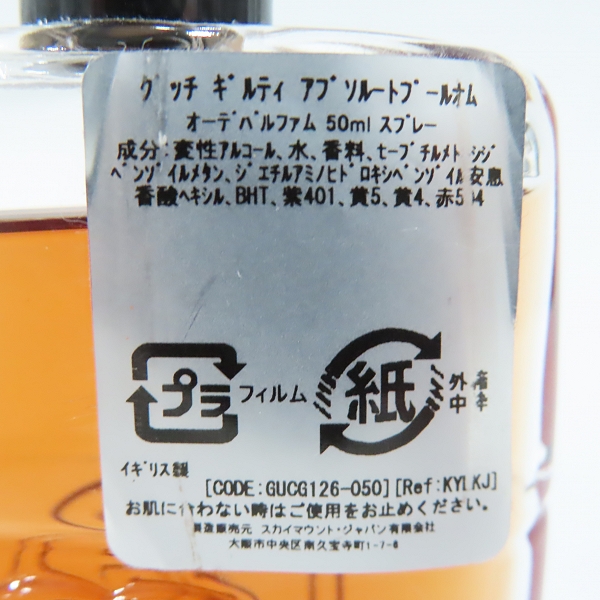 グッチ ギルティ アブソルートプールオム
オーデパルファム 50ml スプレー
成分:変性アルコール、水、香料、t-ブチルメトキシジ
ベンゾイルメタン、ジエチルアミノヒドロキシベンゾイル安息
香酸ヘキシル、BHT、紫401、黄5、黄4、赤504
プラ フィルム 紙 外 中
イギリス製
[CODE:GUCG126-050][Ref:KYLKJ]
お肌に合わない時はご使用をお止めください。
製造販売元 スカイマウント・ジャパン有限会社
大阪市中央区南久宝寺町1-7-6